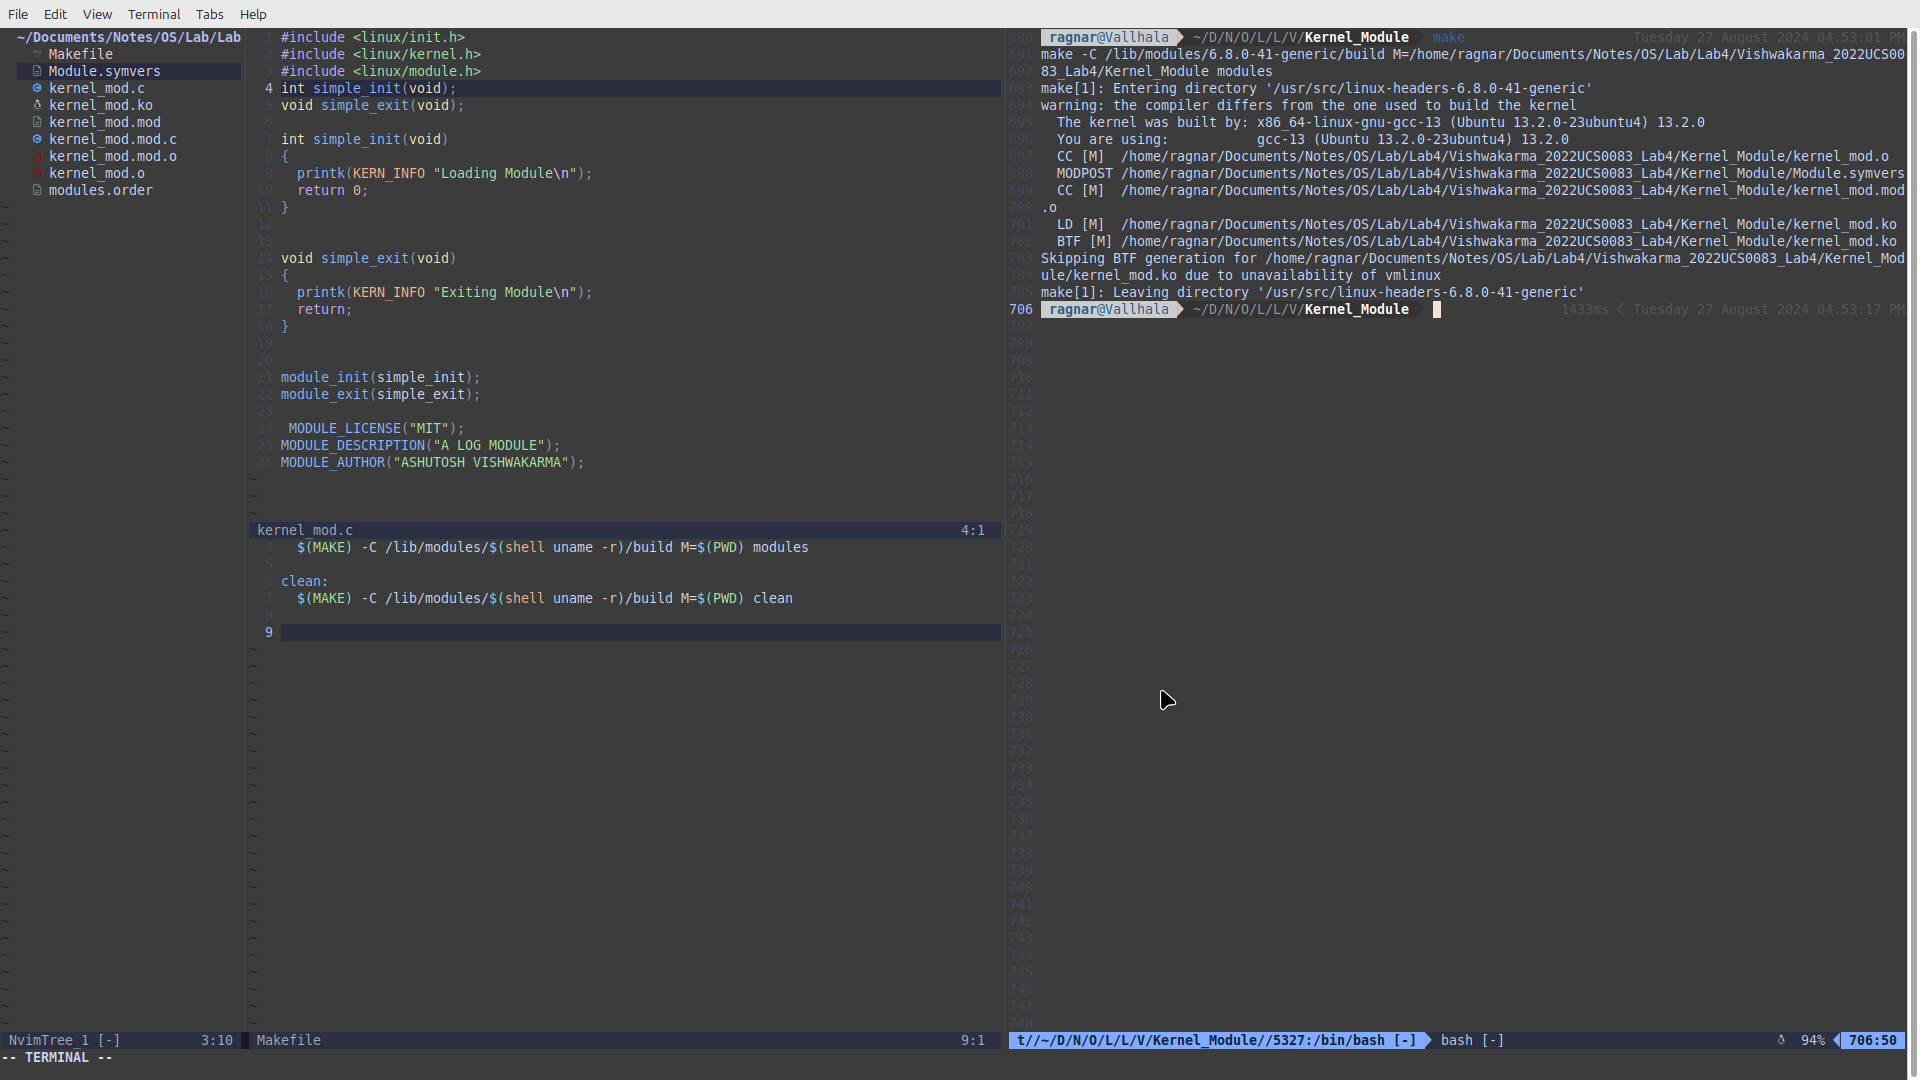 File Edit View Terminal Tabs Help
~/Documents/Notes/OS/Lab/Lab
Makefile
Module.symvers
kernel_mod.c
kernel_mod.ko
kernel_mod.mod
kernel_mod.mod.c
kernel_mod.mod.o
kernel_mod.o
modules.order
NvimTree_1 [-] 3:10
1 #include <linux/init.h>
2 #include <linux/kernel.h>
3 #include <linux/module.h>
4 int simple_init(void);
5 void simple_exit(void);
6
7 int simple_init(void)
8 {
9 printk(KERN_INFO "Loading Module\n");
10 return 0;
11 }
12
13
14 void simple_exit(void)
15 {
16 printk(KERN_INFO "Exiting Module\n");
17 return;
18 }
19
20
21 module_init(simple_init);
22 module_exit(simple_exit);
23
24 MODULE_LICENSE("MIT");
25 MODULE_DESCRIPTION("A LOG MODULE");
26 MODULE_AUTHOR("ASHUTOSH VISHWAKARMA");
kernel_mod.c 4:1
4 $(MAKE) -C /lib/modules/$(shell uname -r)/build M=$(PWD) modules
5
6 clean:
7 $(MAKE) -C /lib/modules/$(shell uname -r)/build M=$(PWD) clean
8
9
Makefile 9:1
690 ragnar@Vallhala ~/D/N/O/L/L/V/Kernel_Module make Tuesday 27 August 2024 04:53:01 PM
691 make -C /lib/modules/6.8.0-41-generic/build M=/home/ragnar/Documents/Notes/OS/Lab/Lab4/Vishwakarma_2022UCS00
692 83_Lab4/Kernel_Module modules
693 make[1]: Entering directory '/usr/src/linux-headers-6.8.0-41-generic'
694 warning: the compiler differs from the one used to build the kernel
695 The kernel was built by: x86_64-linux-gnu-gcc-13 (Ubuntu 13.2.0-23ubuntu4) 13.2.0
696 You are using: gcc-13 (Ubuntu 13.2.0-23ubuntu4) 13.2.0
697 CC [M] /home/ragnar/Documents/Notes/OS/Lab/Lab4/Vishwakarma_2022UCS0083_Lab4/Kernel_Module/kernel_mod.o
698 MODPOST /home/ragnar/Documents/Notes/OS/Lab/Lab4/Vishwakarma_2022UCS0083_Lab4/Kernel_Module/Module.symvers
699 CC [M] /home/ragnar/Documents/Notes/OS/Lab/Lab4/Vishwakarma_2022UCS0083_Lab4/Kernel_Module/kernel_mod.mod
700 .o
701 LD [M] /home/ragnar/Documents/Notes/OS/Lab/Lab4/Vishwakarma_2022UCS0083_Lab4/Kernel_Module/kernel_mod.ko
702 BTF [M] /home/ragnar/Documents/Notes/OS/Lab/Lab4/Vishwakarma_2022UCS0083_Lab4/Kernel_Module/kernel_mod.ko
703 Skipping BTF generation for /home/ragnar/Documents/Notes/OS/Lab/Lab4/Vishwakarma_2022UCS0083_Lab4/Kernel_Mod
704 ule/kernel_mod.ko due to unavailability of vmlinux
705 make[1]: Leaving directory '/usr/src/linux-headers-6.8.0-41-generic'
706 ragnar@Vallhala ~/D/N/O/L/L/V/Kernel_Module 1433ms Tuesday 27 August 2024 04:53:17 PM
707
708
709
710
711
712
713
714
715
716
717
718
719
720
721
722
723
724
725
726
727
728
729
730
731
732
733
734
735
736
737
738
739
740
741
742
743
744
745
746
747
748
t//~/D/N/O/L/L/V/Kernel_Module//5327:/bin/bash [-] bash [-] 94% 706:50
-- TERMINAL --